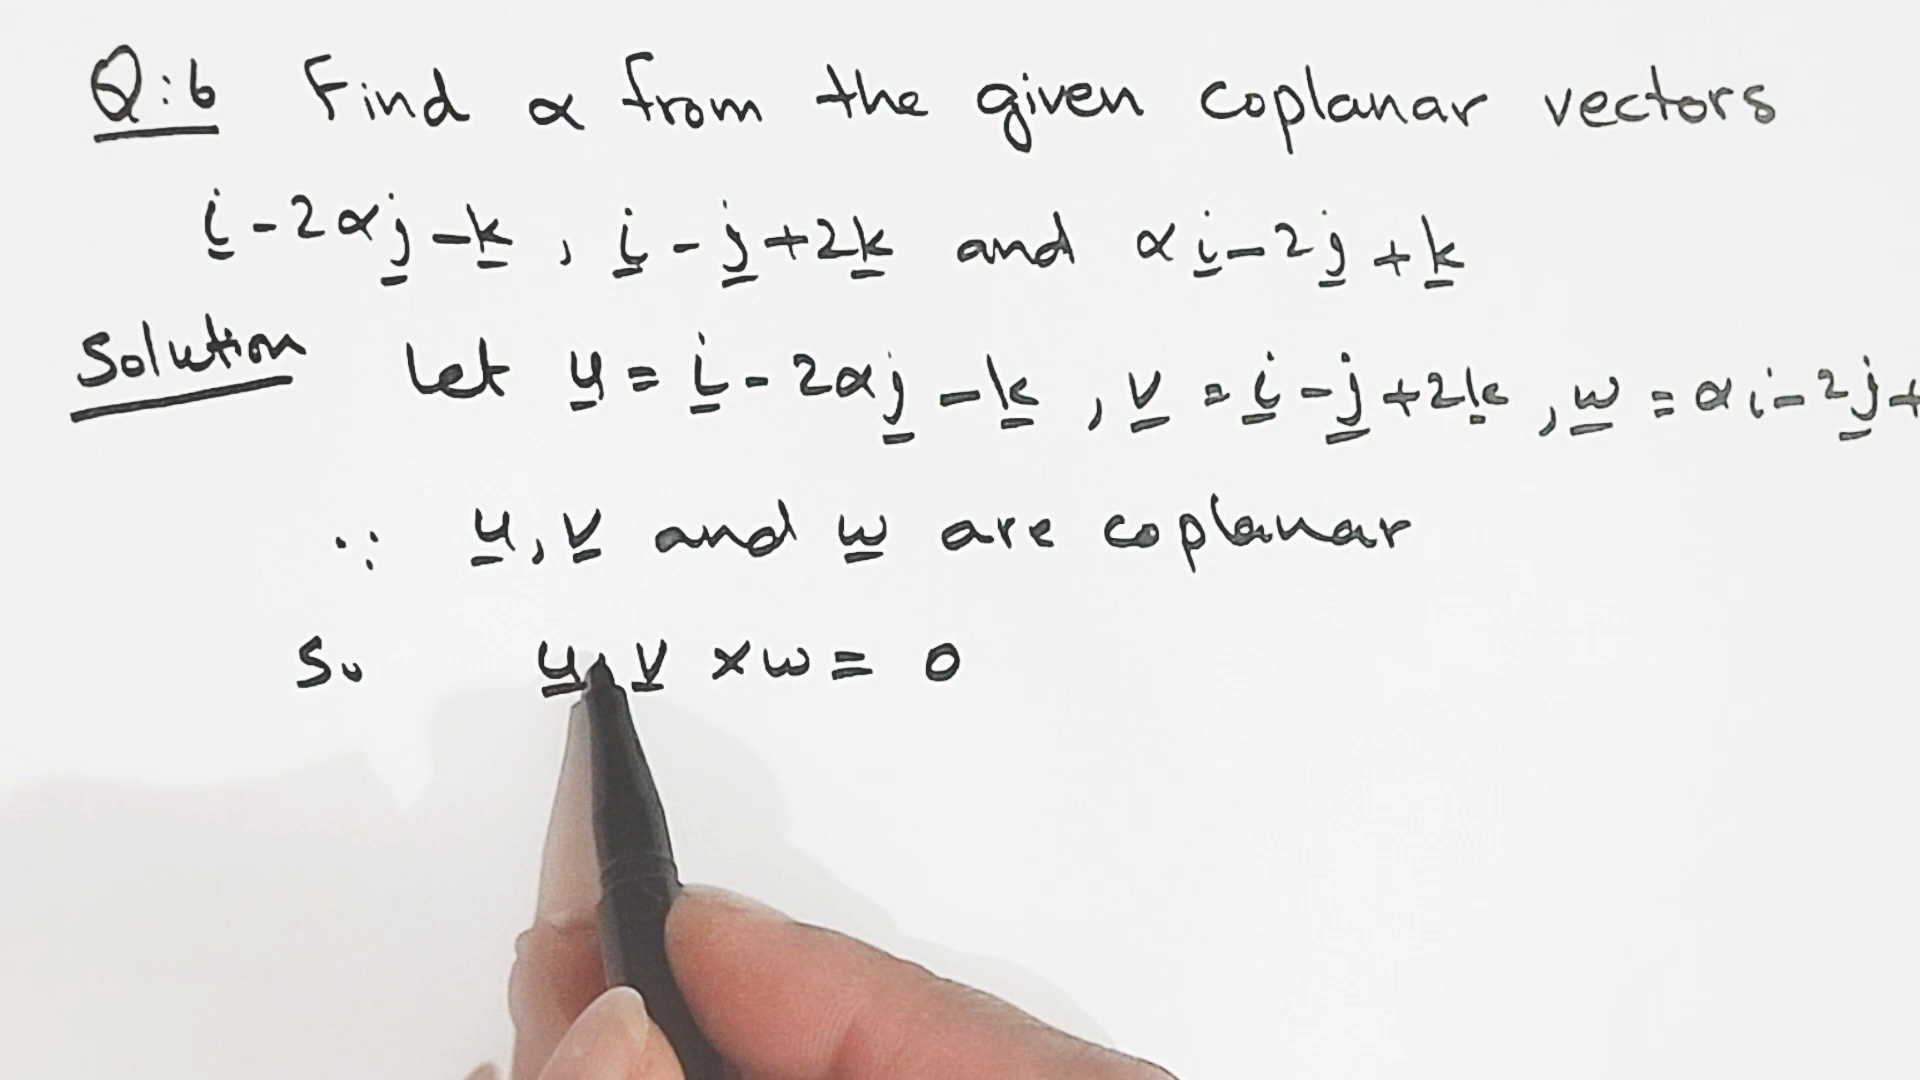 Q:6 Find α from the given coplanar vectors
i - 2αj - k , i - j + 2k and αi - 2j + k
Solution Let u = i - 2αj - k , v = i - j + 2k , w = αi - 2j +
∵ u, v and w are coplanar
So u . v × w = 0